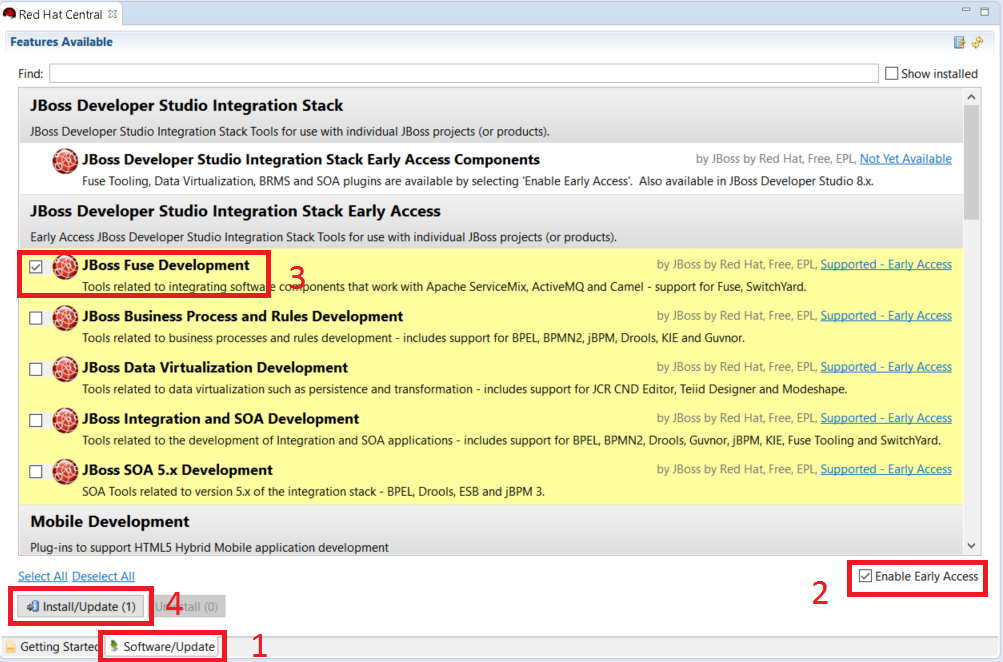 Red Hat Central
Features Available
Find:
Show installed
JBoss Developer Studio Integration Stack
JBoss Developer Studio Integration Stack Tools for use with individual JBoss projects (or products).
JBoss Developer Studio Integration Stack Early Access Components by JBoss by Red Hat, Free, EPL, Not Yet Available
Fuse Tooling, Data Virtualization, BRMS and SOA plugins are available by selecting 'Enable Early Access'. Also available in JBoss Developer Studio 8.x.
JBoss Developer Studio Integration Stack Early Access
Early Access JBoss Developer Studio Integration Stack Tools for use with individual JBoss projects (or products).
JBoss Fuse Development 3 by JBoss by Red Hat, Free, EPL, Supported - Early Access
Tools related to integrating software components that work with Apache ServiceMix, ActiveMQ and Camel - support for Fuse, SwitchYard.
JBoss Business Process and Rules Development by JBoss by Red Hat, Free, EPL, Supported - Early Access
Tools related to business processes and rules development - includes support for BPEL, BPMN2, jBPM, Drools, KIE and Guvnor.
JBoss Data Virtualization Development by JBoss by Red Hat, Free, EPL, Supported - Early Access
Tools related to data virtualization such as persistence and transformation - includes support for JCR CND Editor, Teiid Designer and Modeshape.
JBoss Integration and SOA Development by JBoss by Red Hat, Free, EPL, Supported - Early Access
Tools related to the development of Integration and SOA applications - includes support for BPEL, BPMN2, Drools, Guvnor, jBPM, KIE, Fuse Tooling and SwitchYard.
JBoss SOA 5.x Development by JBoss by Red Hat, Free, EPL, Supported - Early Access
SOA Tools related to version 5.x of the integration stack - BPEL, Drools, ESB and jBPM 3.
Mobile Development
Plug-ins to support HTML5 Hybrid Mobile application development
Select All Deselect All
2 Enable Early Access
Install/Update (1) 4 Uninstall (0)
Getting Started Software/Update 1